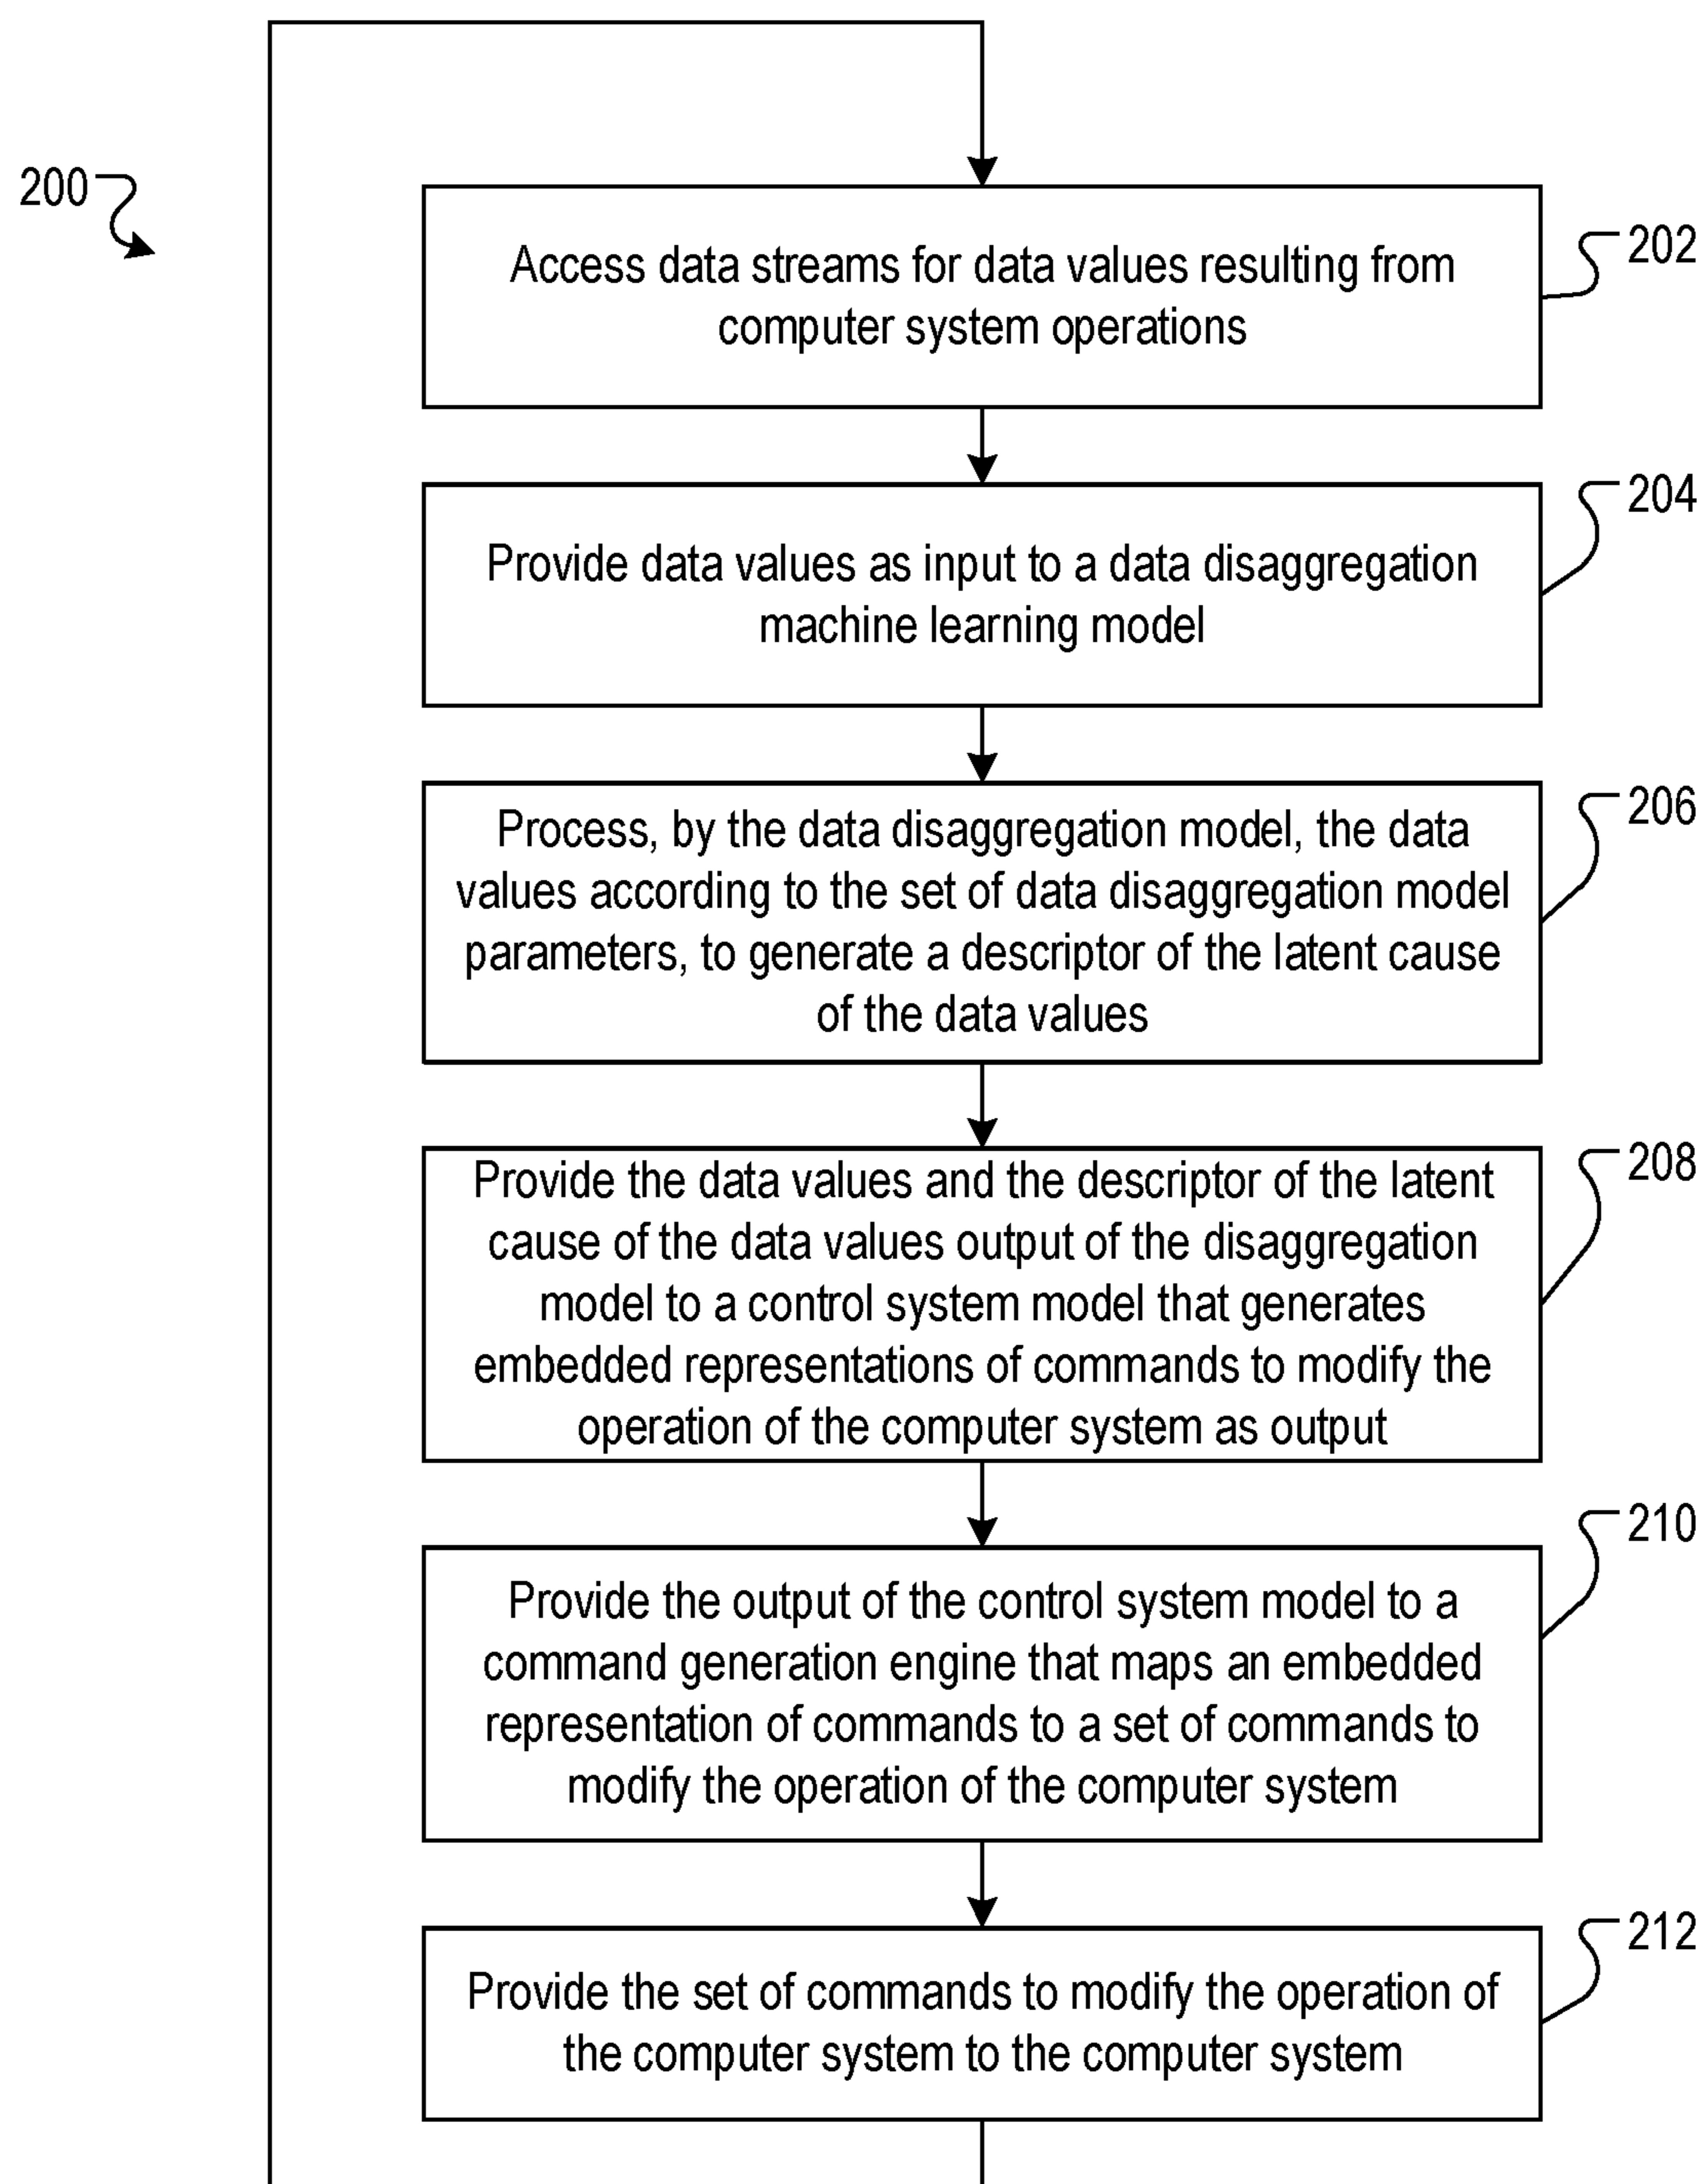 200
Access data streams for data values resulting from
computer system operations
202
Provide data values as input to a data disaggregation
machine learning model
204
Process, by the data disaggregation model, the data
values according to the set of data disaggregation model
parameters, to generate a descriptor of the latent cause
of the data values
206
Provide the data values and the descriptor of the latent
cause of the data values output of the disaggregation
model to a control system model that generates
embedded representations of commands to modify the
operation of the computer system as output
208
Provide the output of the control system model to a
command generation engine that maps an embedded
representation of commands to a set of commands to
modify the operation of the computer system
210
Provide the set of commands to modify the operation of
the computer system to the computer system
212